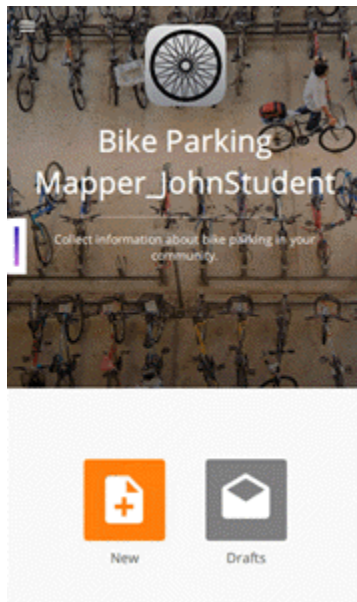 Bike Parking
Mapper_JohnStudent
Collect information about bike parking in your
community.
New
Drafts